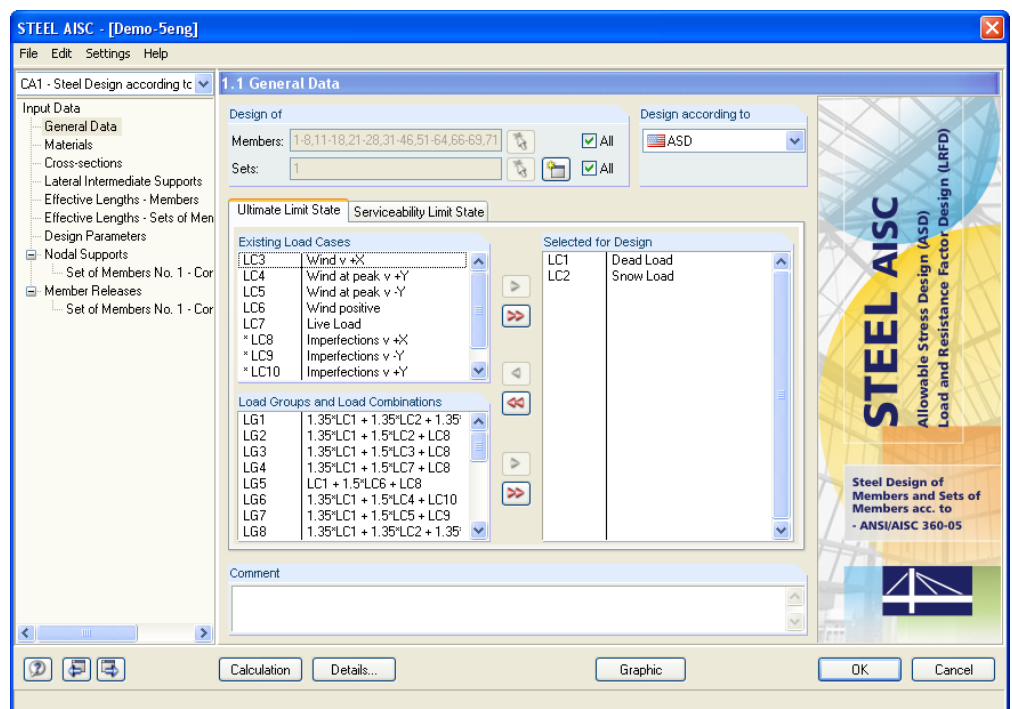 STEEL AISC - [Demo-5eng]
File Edit Settings Help
CA1 - Steel Design according tc
Input Data
General Data
Materials
Cross-sections
Lateral Intermediate Supports
Effective Lengths - Members
Effective Lengths - Sets of Men
Design Parameters
Nodal Supports
Set of Members No. 1 - Cor
Member Releases
Set of Members No. 1 - Cor
1.1 General Data
Design of
Members: 1-8,11-18,21-28,31-46,51-64,66-69,71 All
Sets: 1 All
Design according to
ASD
Ultimate Limit State Serviceability Limit State
Existing Load Cases
LC3 Wind v +X
LC4 Wind at peak v +Y
LC5 Wind at peak v -Y
LC6 Wind positive
LC7 Live Load
* LC8 Imperfections v +X
* LC9 Imperfections v -Y
* LC10 Imperfections v +Y
Load Groups and Load Combinations
LG1 1.35*LC1 + 1.35*LC2 + 1.35*
LG2 1.35*LC1 + 1.5*LC2 + LC8
LG3 1.35*LC1 + 1.5*LC3 + LC8
LG4 1.35*LC1 + 1.5*LC7 + LC8
LG5 LC1 + 1.5*LC6 + LC8
LG6 1.35*LC1 + 1.5*LC4 + LC10
LG7 1.35*LC1 + 1.5*LC5 + LC9
LG8 1.35*LC1 + 1.35*LC2 + 1.35*
Selected for Design
LC1 Dead Load
LC2 Snow Load
Comment
STEEL AISC
Allowable Stress Design (ASD)
Load and Resistance Factor Design (LRFD)
Steel Design of
Members and Sets of
Members acc. to
- ANSI/AISC 360-05
Calculation Details... Graphic OK Cancel